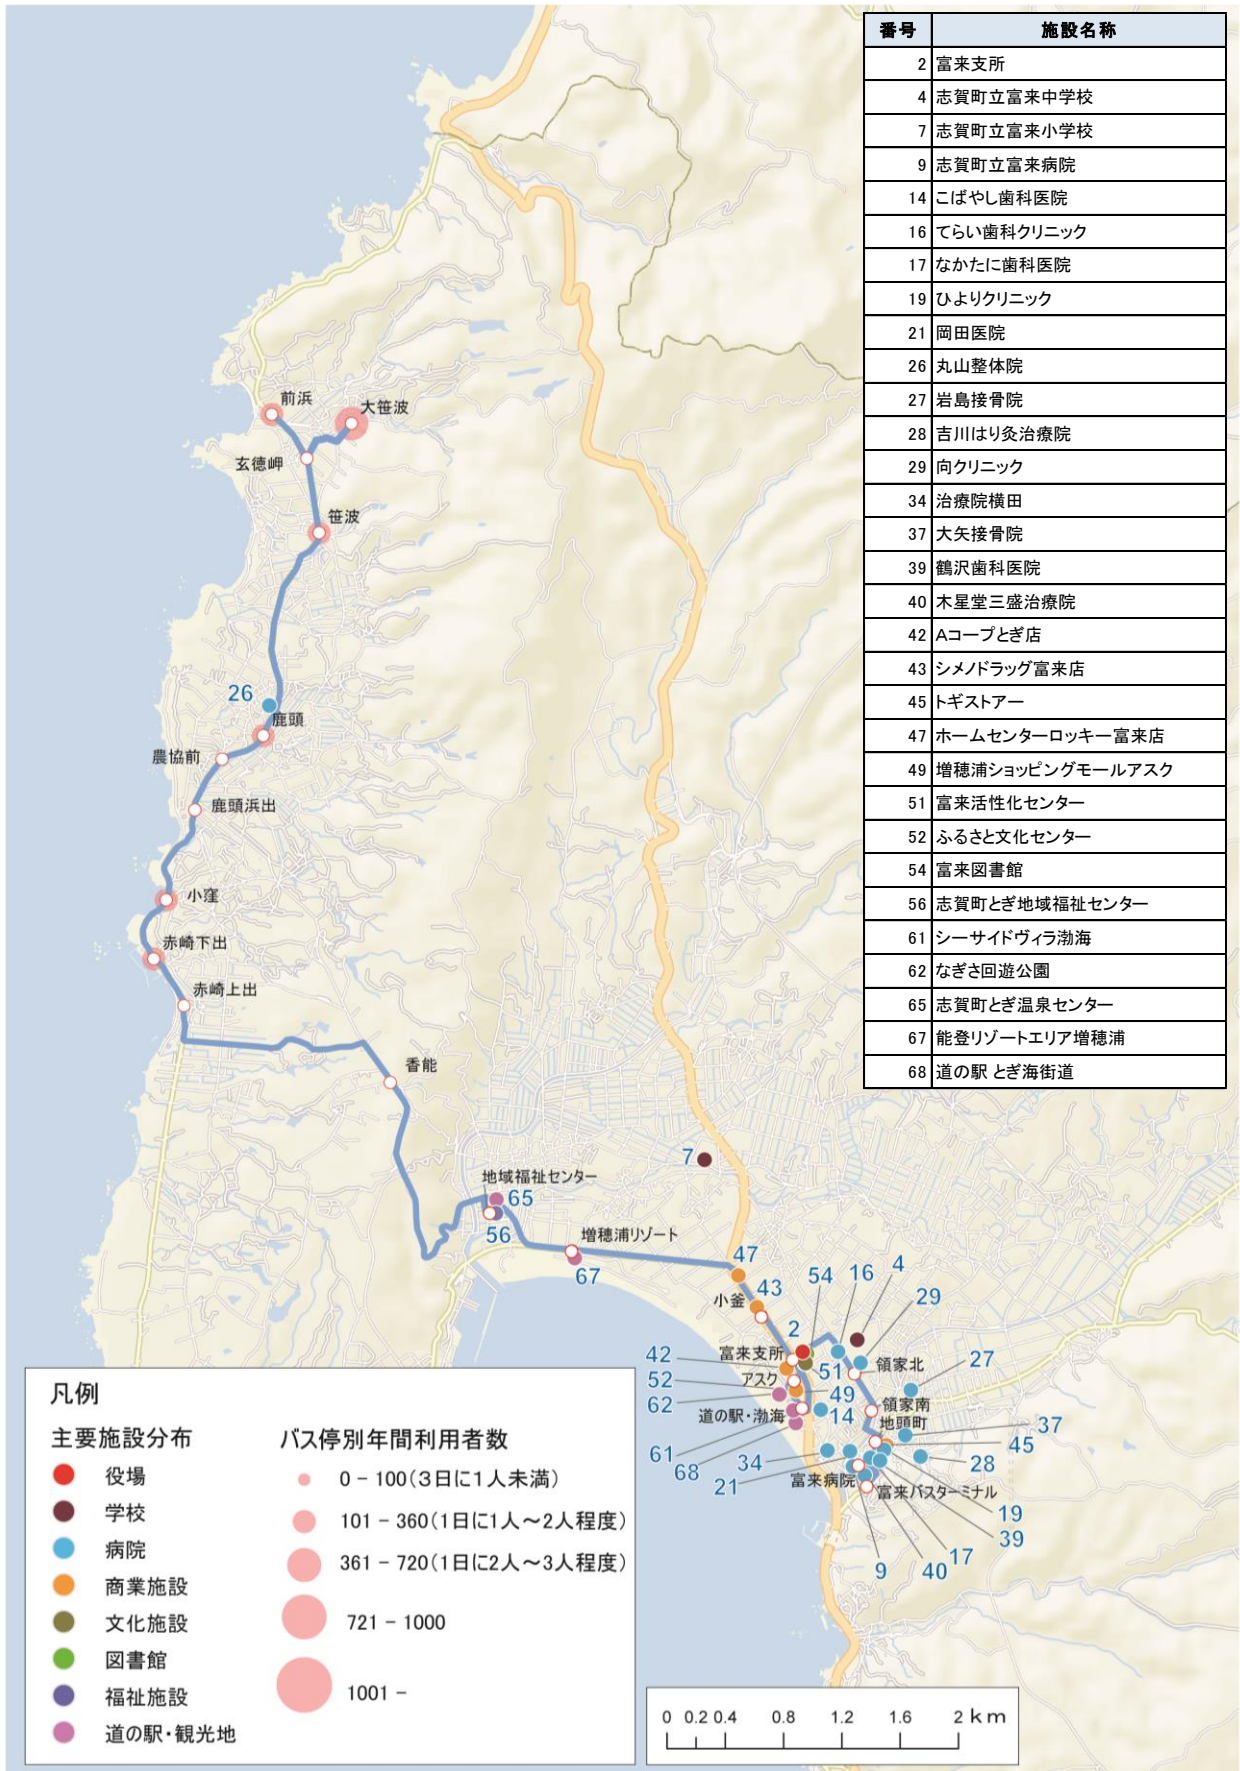 番号 施設名称
2 富来支所
4 志賀町立富来中学校
7 志賀町立富来小学校
9 志賀町立富来病院
14 こばやし歯科医院
16 てらい歯科クリニック
17 なかたに歯科医院
19 ひよりクリニック
21 岡田医院
26 丸山整体院
27 岩島接骨院
28 吉川はり灸治療院
29 向クリニック
34 治療院横田
37 大矢接骨院
39 鶴沢歯科医院
40 木星堂三盛治療院
42 Aコープとぎ店
43 シメノドラッグ富来店
45 トギストアー
47 ホームセンターロッキー富来店
49 増穂浦ショッピングモールアスク
51 富来活性化センター
52 ふるさと文化センター
54 富来図書館
56 志賀町とぎ地域福祉センター
61 シーサイドヴィラ渤海
62 なぎさ回遊公園
65 志賀町とぎ温泉センター
67 能登リゾートエリア増穂浦
68 道の駅 とぎ海街道
前浜
大笹波
玄徳岬
笹波
26
鹿頭
農協前
鹿頭浜出
小窪
赤崎下出
赤崎上出
香能
7
地域福祉センター
65
56
増穂浦リゾート
67
47
43
小釜
54
16
4
29
2
富来支所
42
アスク
51
領家北
27
52
62
49
道の駅・渤海
14
領家南
地頭町
37
45
61
68
34
21
富来病院
28
富来バスターミナル
19
39
17
40
9
凡例
主要施設分布
役場
学校
病院
商業施設
文化施設
図書館
福祉施設
道の駅・観光地
バス停別年間利用者数
0 - 100(3日に1人未満)
101 - 360(1日に1人～2人程度)
361 - 720(1日に2人～3人程度)
721 - 1000
1001 -
0 0.2 0.4 0.8 1.2 1.6 2 km